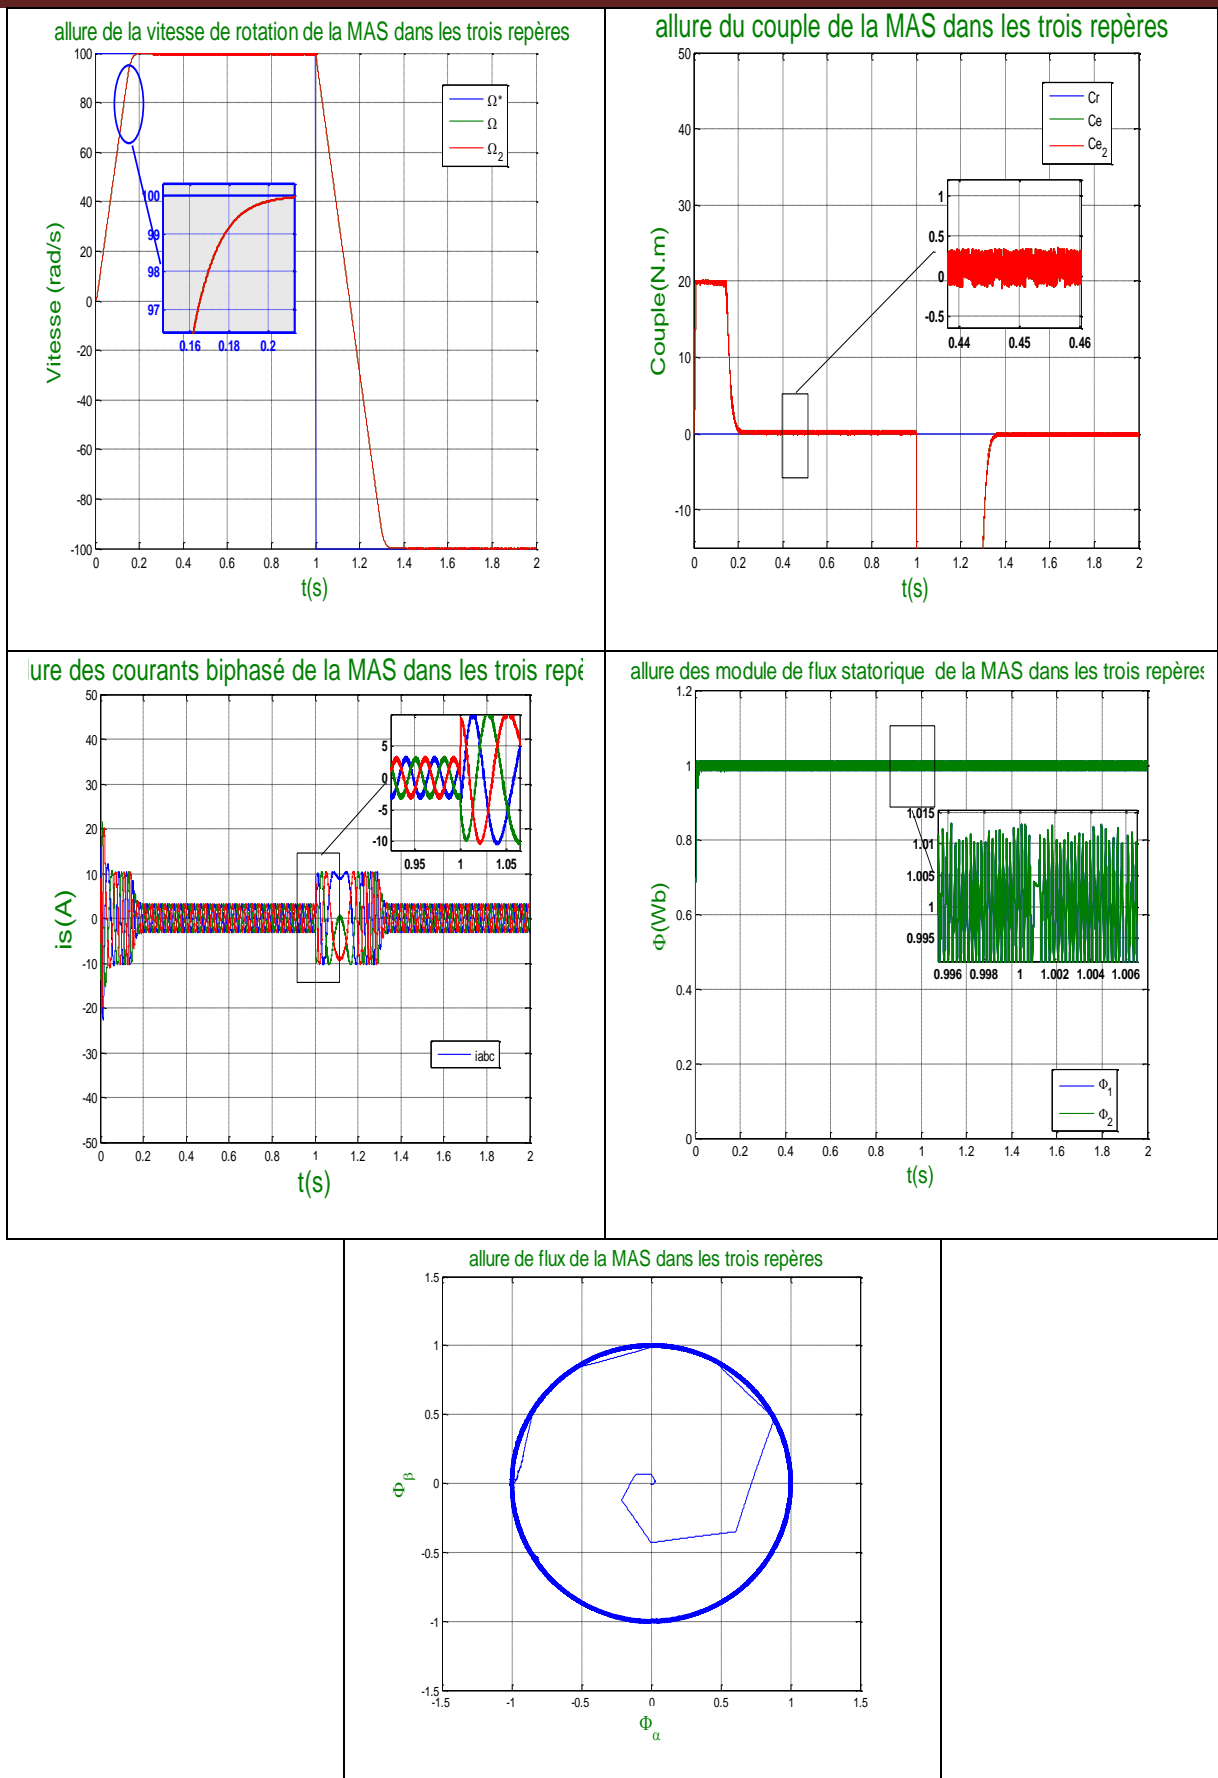 allure de la vitesse de rotation de la MAS dans les trois repères
100
80
60
40
20
0
-20
-40
-60
-80
-100
Vitesse (rad/s)
0 0.2 0.4 0.6 0.8 1 1.2 1.4 1.6 1.8 2
t(s)
Ω*
Ω
Ω2
100
99
98
97
0.16 0.18 0.2
allure du couple de la MAS dans les trois repères
50
40
30
20
10
0
-10
Couple(N.m)
0 0.2 0.4 0.6 0.8 1 1.2 1.4 1.6 1.8 2
t(s)
Cr
Ce
Ce2
1
0.5
0
-0.5
0.44 0.45 0.46
lure des courants biphasé de la MAS dans les trois repè
50
40
30
20
10
0
-10
-20
-30
-40
-50
is(A)
0 0.2 0.4 0.6 0.8 1 1.2 1.4 1.6 1.8 2
t(s)
5
0
-5
-10
0.95 1 1.05
iabc
allure des module de flux statorique de la MAS dans les trois repères
1.2
1
0.8
0.6
0.4
0.2
0
Φ(Wb)
0 0.2 0.4 0.6 0.8 1 1.2 1.4 1.6 1.8 2
t(s)
1.015
1.01
1.005
1
0.995
0.996 0.998 1 1.002 1.004 1.006
Φ1
Φ2
allure de flux de la MAS dans les trois repères
1.5
1
0.5
0
-0.5
-1
-1.5
Φβ
-1.5 -1 -0.5 0 0.5 1 1.5
Φα